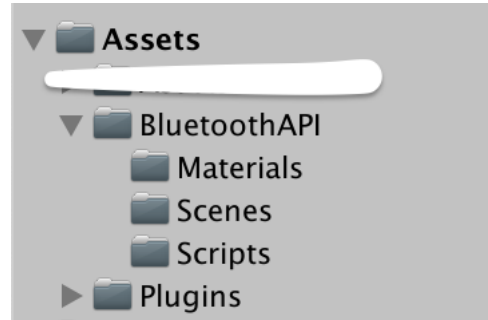 Assets
BluetoothAPI
Materials
Scenes
Scripts
Plugins